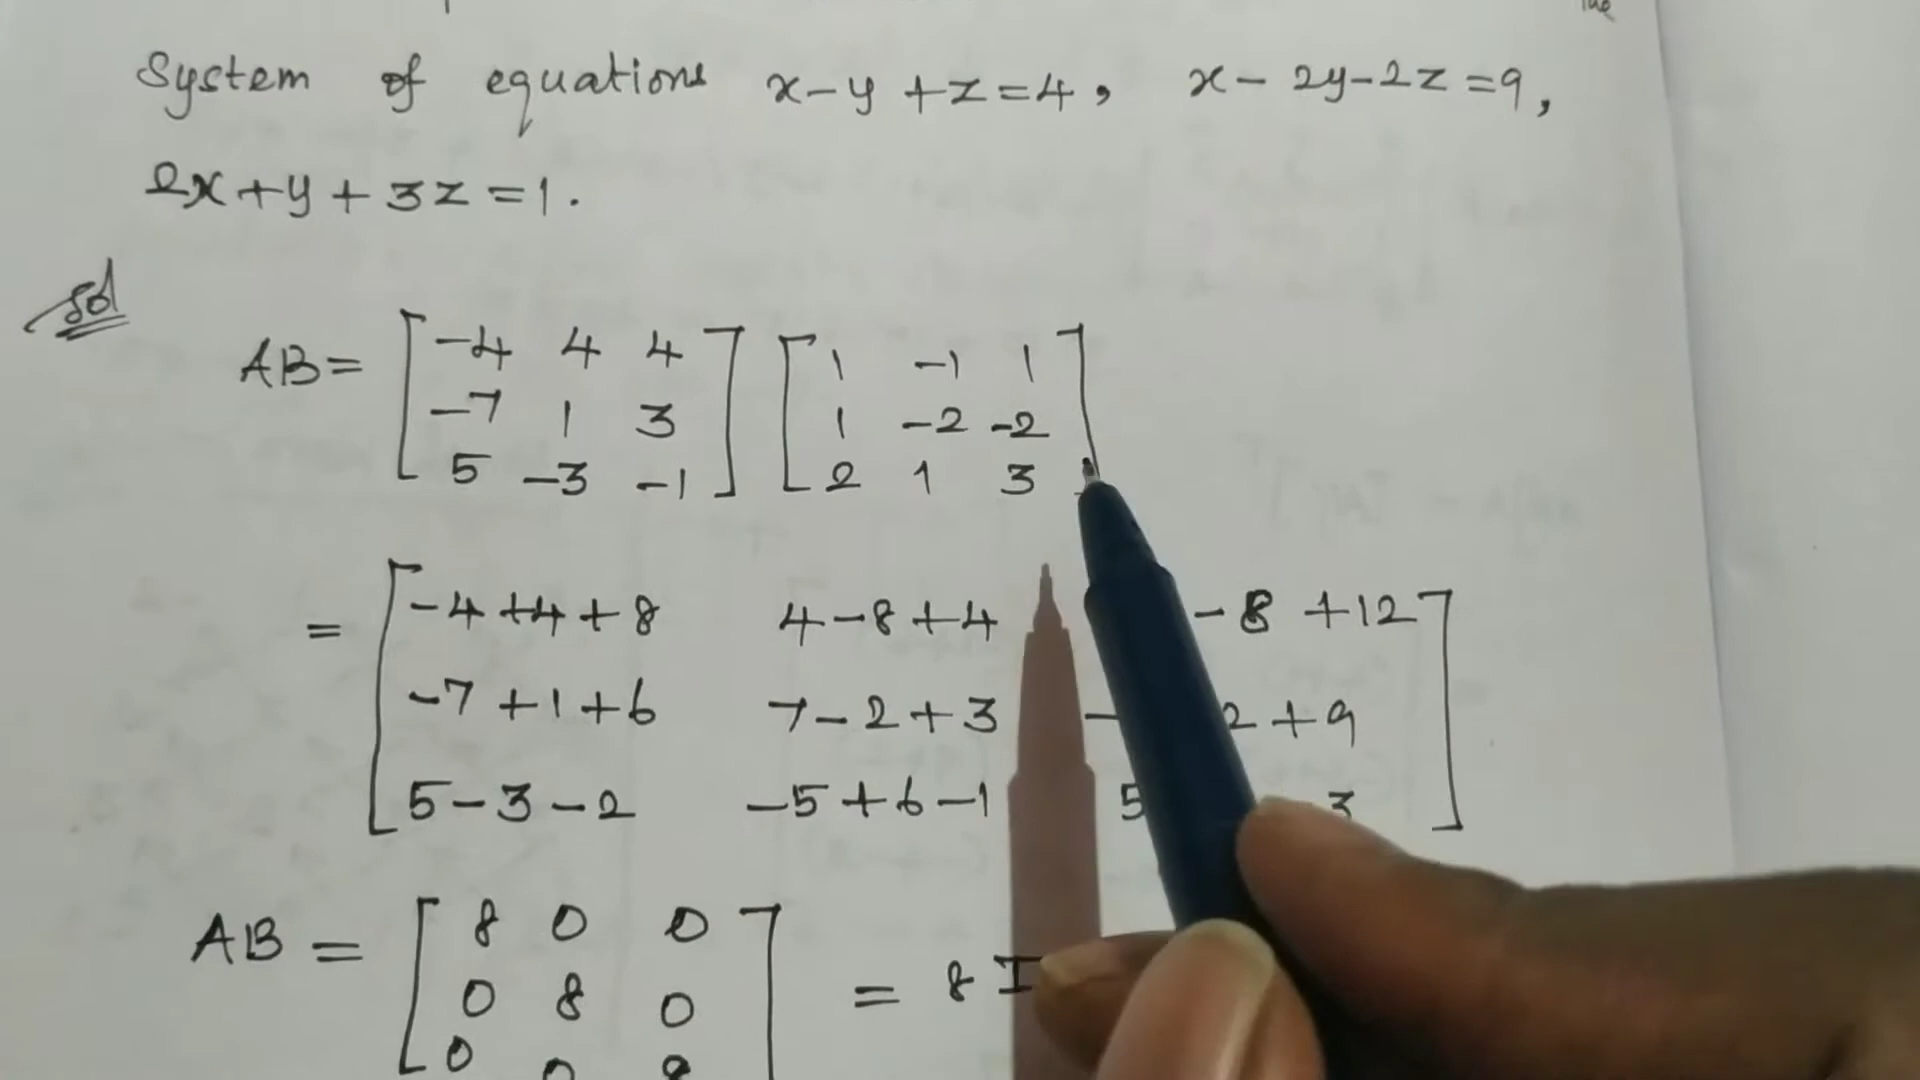 System of equations x-y+z=4, x-2y-2z=9,
2x+y+3z=1.
Sol
AB= [-4 4 4] [1 -1 1]
[-7 1 3] [1 -2 -2]
[5 -3 -1] [2 1 3]
= [-4+4+8 4-8+4 -8+12]
[-7+1+6 7-2+3 - 2+9]
[5-3-2 -5+6-1 5 3]
AB = [8 0 0]
[0 8 0] = 8 I
[0 0 8]